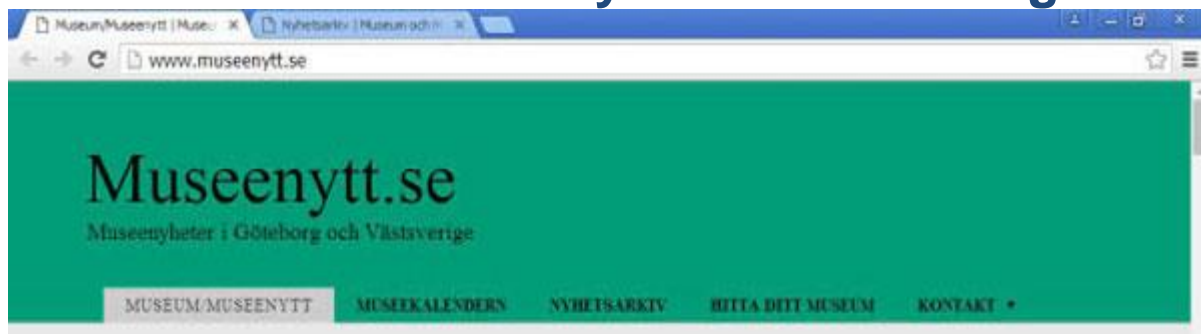 Museum/Museenytt | Museu Nyhetsarkiv | Museum och m
www.museenytt.se
Museenytt.se
Museenyheter i Göteborg och Västsverige
MUSEUM/MUSEENYTT MUSEEKALENDERN NYHETSARKIV HITTA DITT MUSEUM KONTAKT